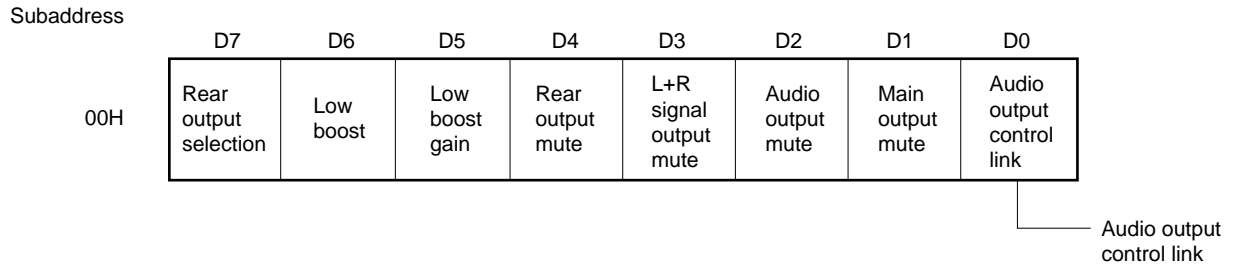 Subaddress
D7 D6 D5 D4 D3 D2 D1 D0
00H
Rear
output
selection
Low
boost
Low
boost
gain
Rear
output
mute
L+R
signal
output
mute
Audio
output
mute
Main
output
mute
Audio
output
control
link
Audio output
control link